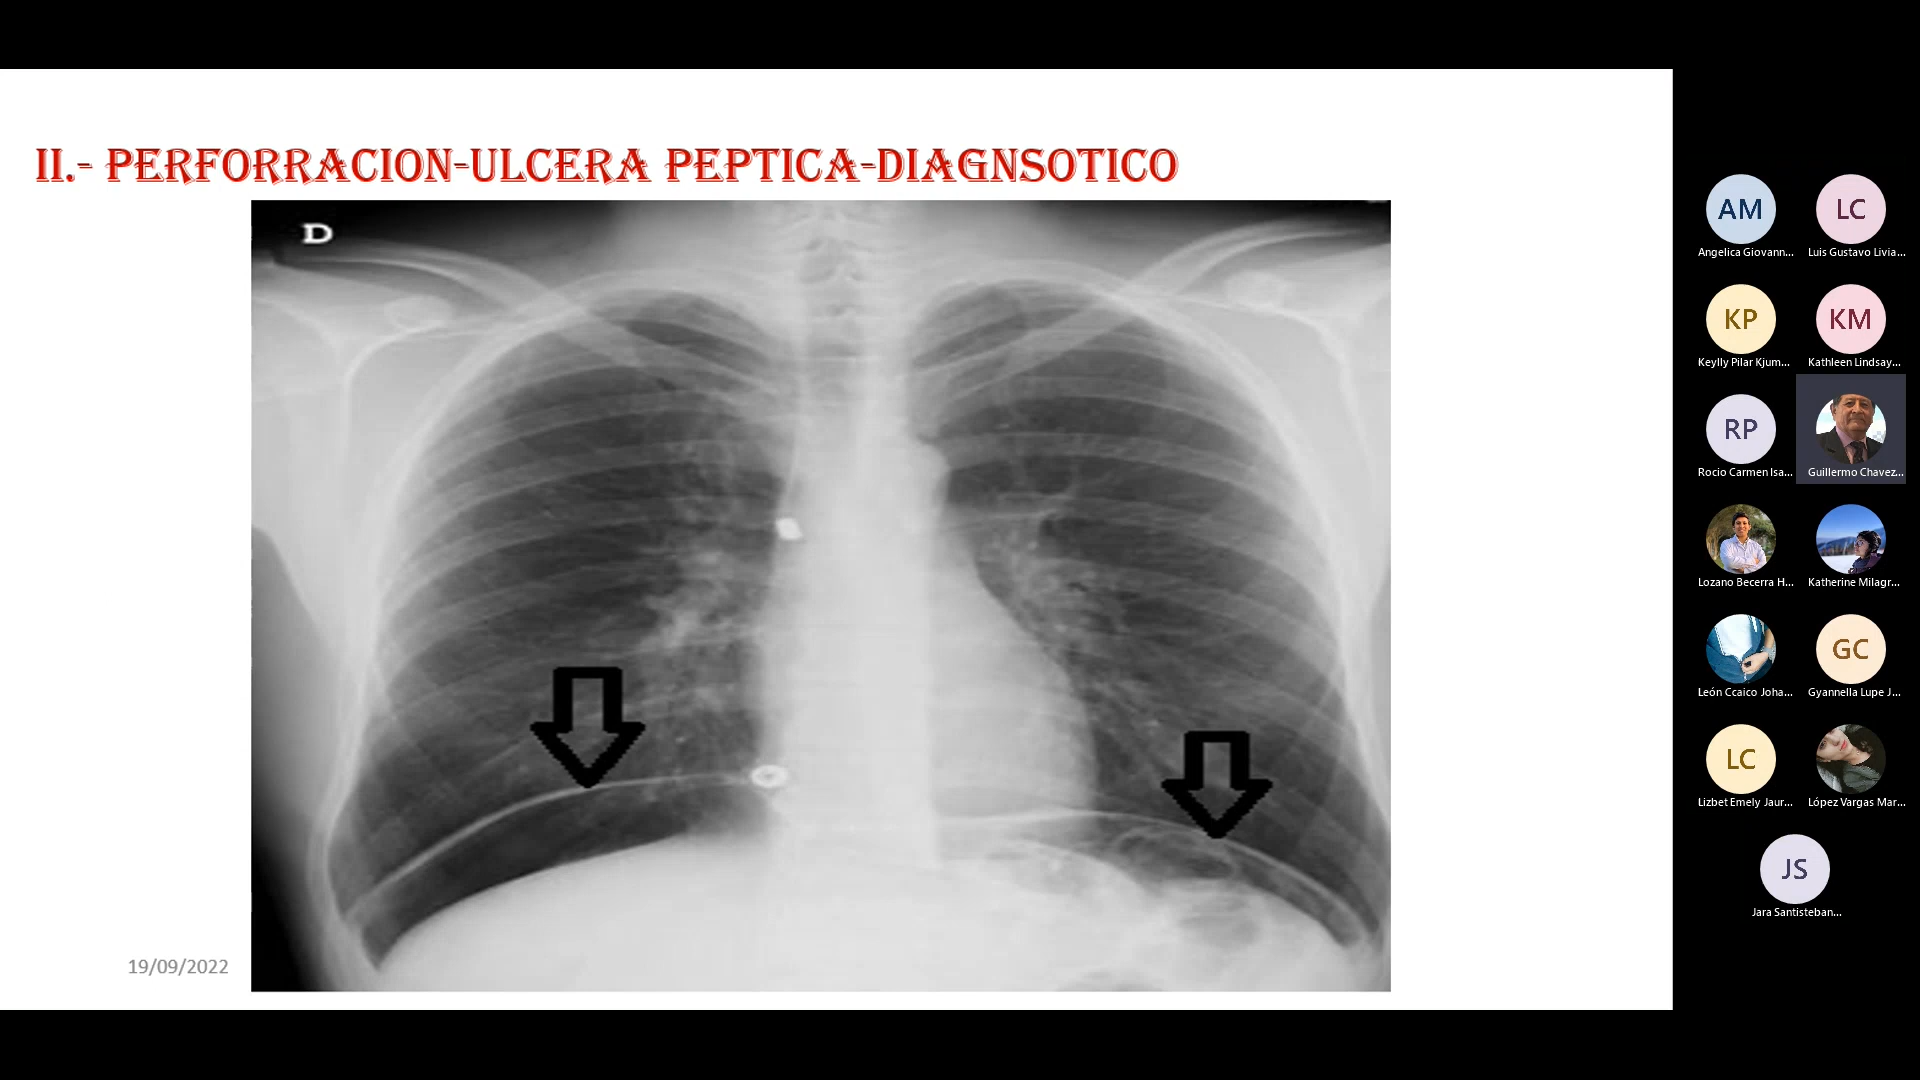 II.- PERFORRACION-ULCERA PEPTICA-DIAGNSOTICO
D
19/09/2022
AM
Angelica Giovann...
LC
Luis Gustavo Livia...
KP
Keylly Pilar Kjum...
KM
Kathleen Lindsay...
RP
Rocio Carmen Isa...
Guillermo Chavez...
Lozano Becerra H...
Katherine Milagr...
León Ccaico Joha...
GC
Gyannella Lupe J...
LC
Lizbet Emely Jaur...
López Vargas Mar...
JS
Jara Santisteban...